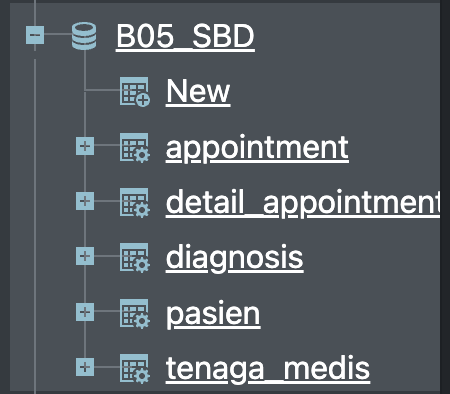 B05_SBD
New
appointment
detail_appointment
diagnosis
pasien
tenaga_medis